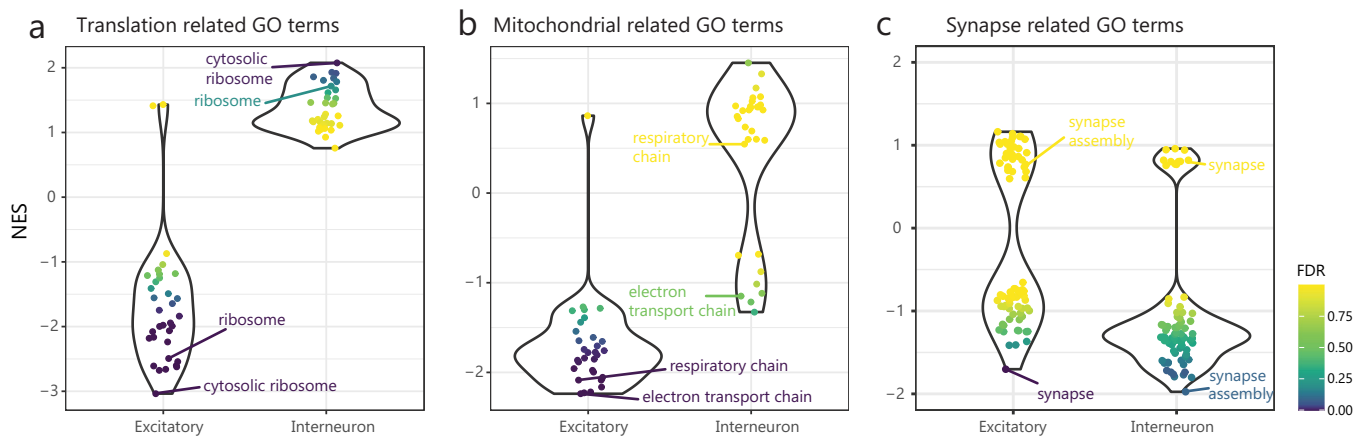 a Translation related GO terms
NES
2
1
0
−1
−2
−3
cytosolic
ribosome
ribosome
ribosome
cytosolic ribosome
Excitatory
Interneuron
b Mitochondrial related GO terms
1
0
−1
−2
respiratory
chain
electron
transport chain
respiratory chain
electron transport chain
Excitatory
Interneuron
c Synapse related GO terms
2
1
0
−1
−2
synapse
assembly
synapse
synapse
synapse
assembly
Excitatory
Interneuron
FDR
0.75
0.50
0.25
0.00